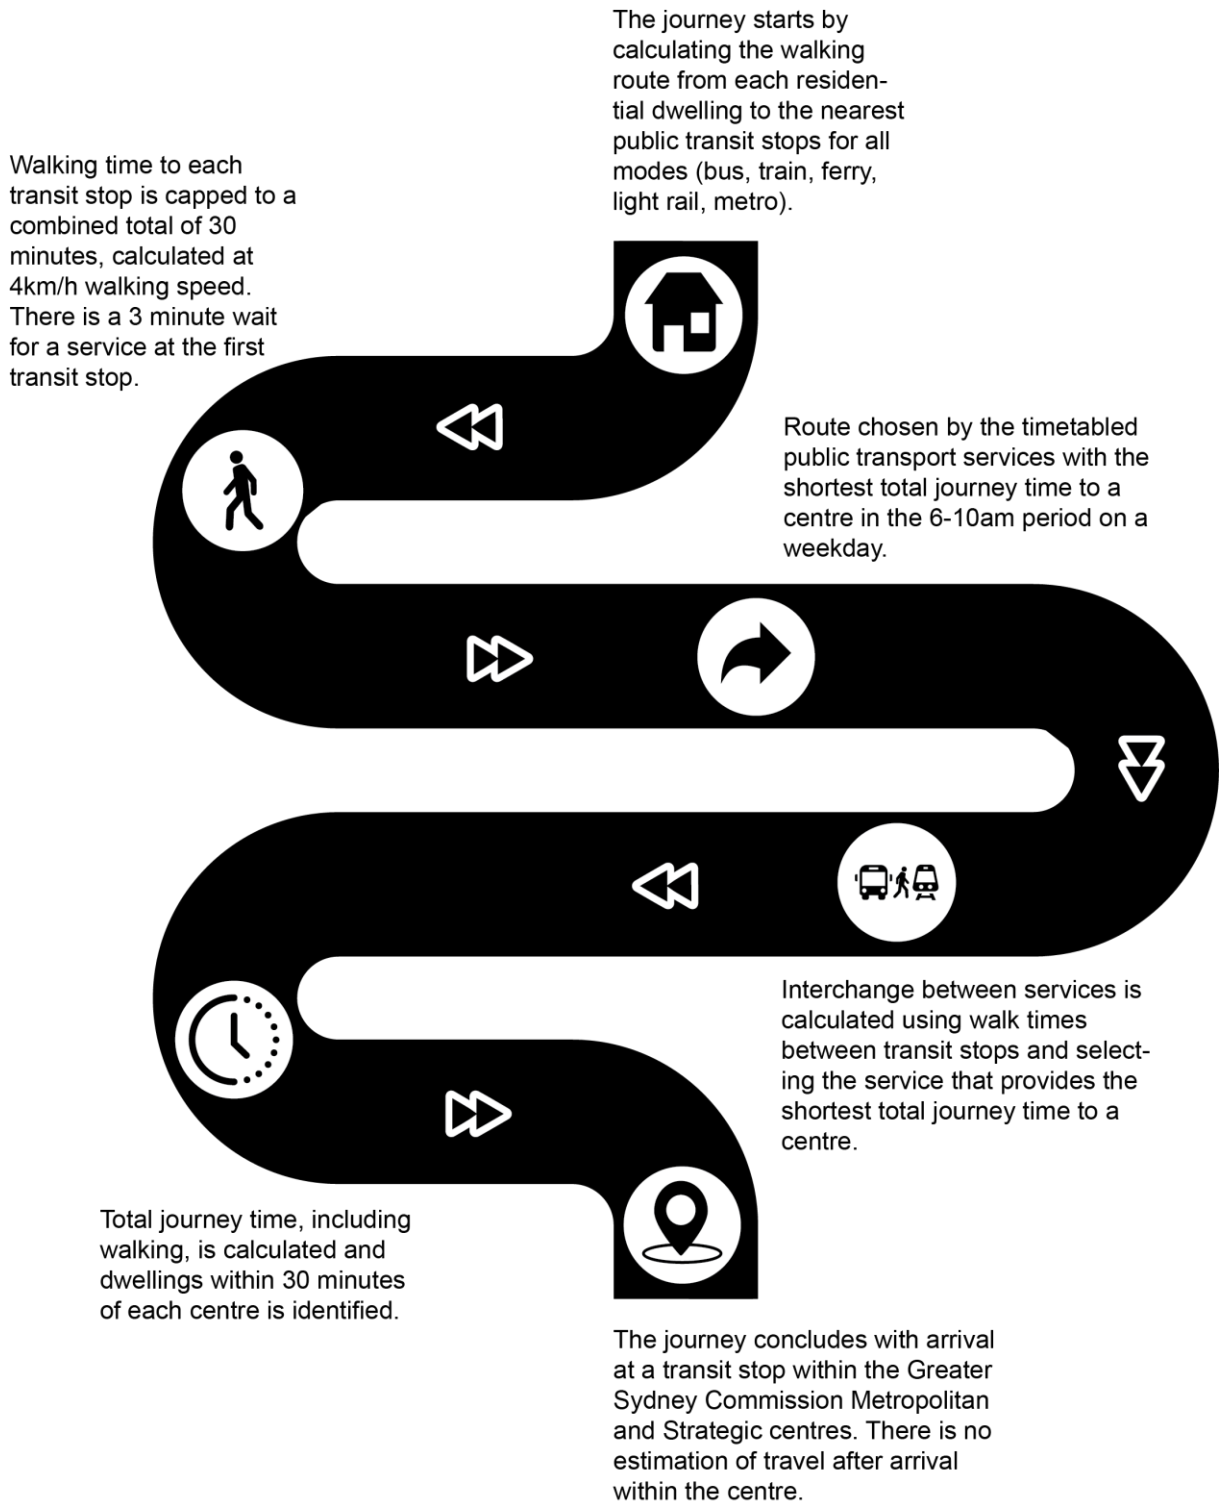 The journey starts by
calculating the walking
route from each residen-
tial dwelling to the nearest
public transit stops for all
modes (bus, train, ferry,
light rail, metro).
Walking time to each
transit stop is capped to a
combined total of 30
minutes, calculated at
4km/h walking speed.
There is a 3 minute wait
for a service at the first
transit stop.
Route chosen by the timetabled
public transport services with the
shortest total journey time to a
centre in the 6-10am period on a
weekday.
Interchange between services is
calculated using walk times
between transit stops and select-
ing the service that provides the
shortest total journey time to a
centre.
Total journey time, including
walking, is calculated and
dwellings within 30 minutes
of each centre is identified.
The journey concludes with arrival
at a transit stop within the Greater
Sydney Commission Metropolitan
and Strategic centres. There is no
estimation of travel after arrival
within the centre.